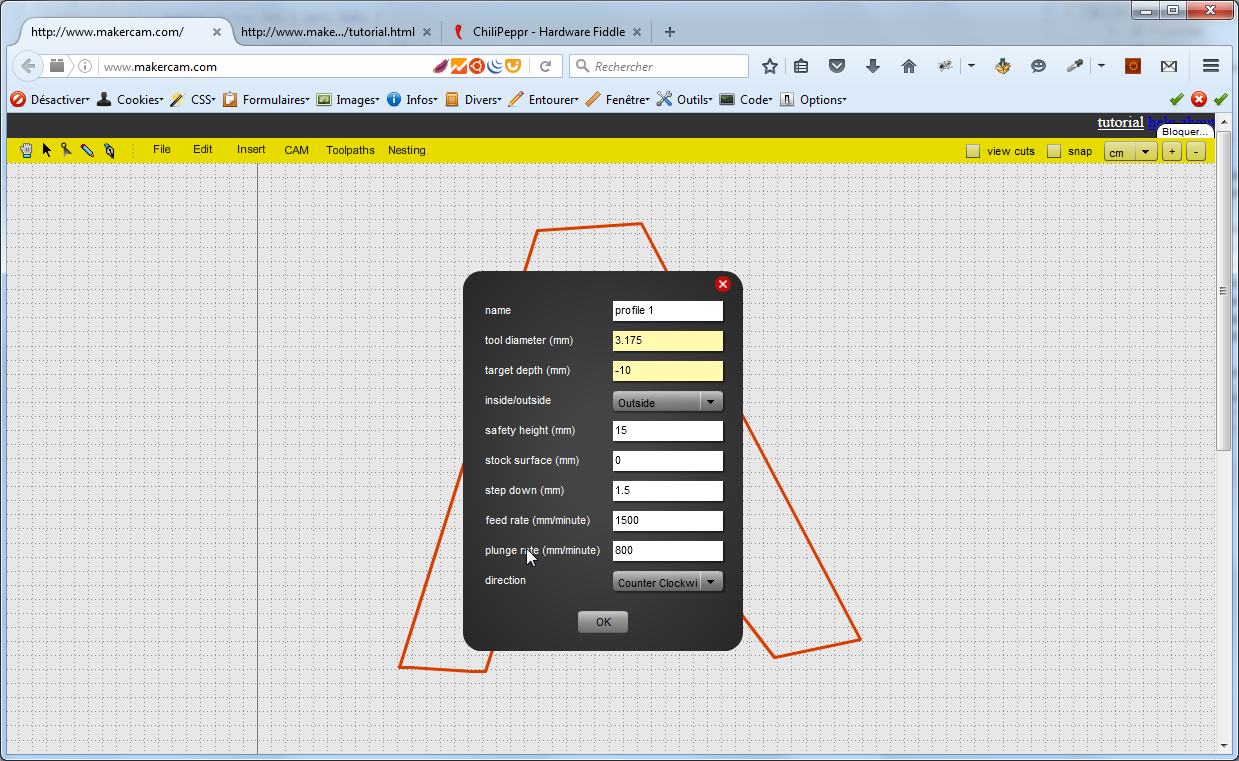 http://www.makercam.com/ http://www.make.../tutorial.html ChiliPeppr - Hardware Fiddle
www.makercam.com Rechercher
Désactiver Cookies CSS Formulaires Images Infos Divers Entourer Fenêtre Outils Code Options
tutorial help about
Bloquer...
File Edit Insert CAM Toolpaths Nesting view cuts snap cm + -
name profile 1
tool diameter (mm) 3.175
target depth (mm) -10
inside/outside Outside
safety height (mm) 15
stock surface (mm) 0
step down (mm) 1.5
feed rate (mm/minute) 1500
plunge rate (mm/minute) 800
direction Counter Clockwi
OK